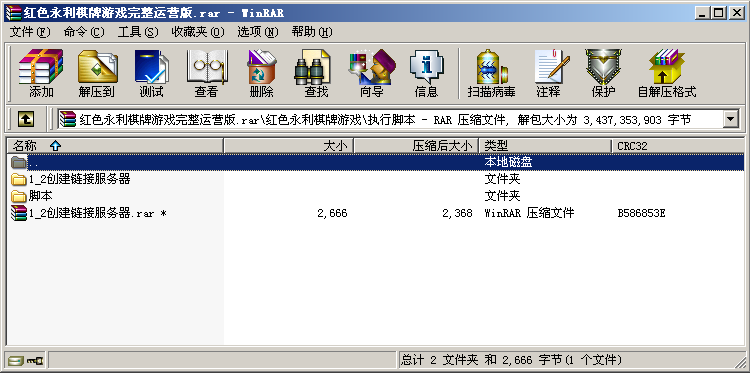 红色永利棋牌游戏完整运营版.rar - WinRAR
文件(F) 命令(C) 工具(S) 收藏夹(O) 选项(N) 帮助(H)
添加 解压到 测试 查看 删除 查找 向导 信息 扫描病毒 注释 保护 自解压格式
红色永利棋牌游戏完整运营版.rar\红色永利棋牌游戏\执行脚本 - RAR 压缩文件, 解包大小为 3,437,353,903 字节
名称 大小 压缩后大小 类型 CRC32
.. 本地磁盘
1_2创建链接服务器 文件夹
脚本 文件夹
1_2创建链接服务器.rar * 2,666 2,368 WinRAR 压缩文件 B586853E
总计 2 文件夹 和 2,666 字节(1 个文件)